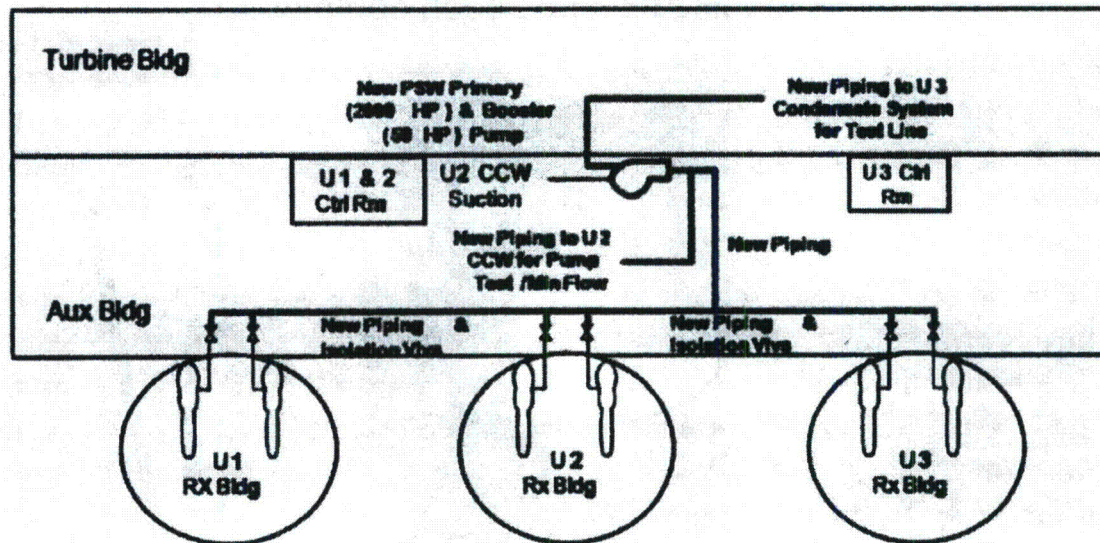 Turbine Bldg
New PSW Primary
(2000 HP) & Booster
(50 HP) Pump
New Piping to U 3
Condensate System
for Test Line
U1 & 2
Ctrl Rm
U2 CCW
Suction
U3 Ctrl
Rm
New Piping to U 2
CCW for Pump
Test / Min Flow
New Piping
Aux Bldg
New Piping &
Isolation Vlvs
New Piping &
Isolation Vlvs
U1
RX Bldg
U2
Rx Bldg
U3
Rx Bldg